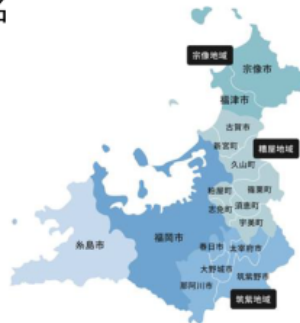 宗像地域
宗像市
福津市
古賀市
新宮町
糟屋地域
久山町
粕屋町
篠栗町
志免町
須恵町
宇美町
福岡市
糸島市
春日市
太宰府市
大野城市
筑紫野市
那珂川市
筑紫地域